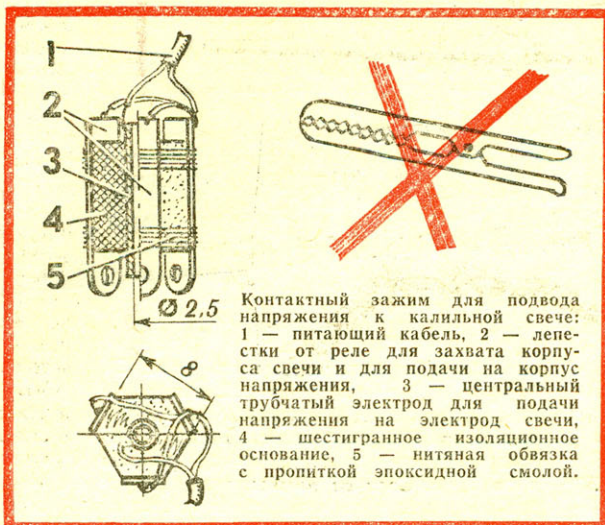 1
2
3
4
5
Ø 2,5
8
Контактный зажим для подвода
напряжения к калильной свече:
1 — питающий кабель, 2 — лепе-
стки от реле для захвата корпу-
са свечи и для подачи на корпус
напряжения, 3 — центральный
трубчатый электрод для подачи
напряжения на электрод свечи,
4 — шестигранное изоляционное
основание, 5 — нитяная обвязка
с пропиткой эпоксидной смолой.